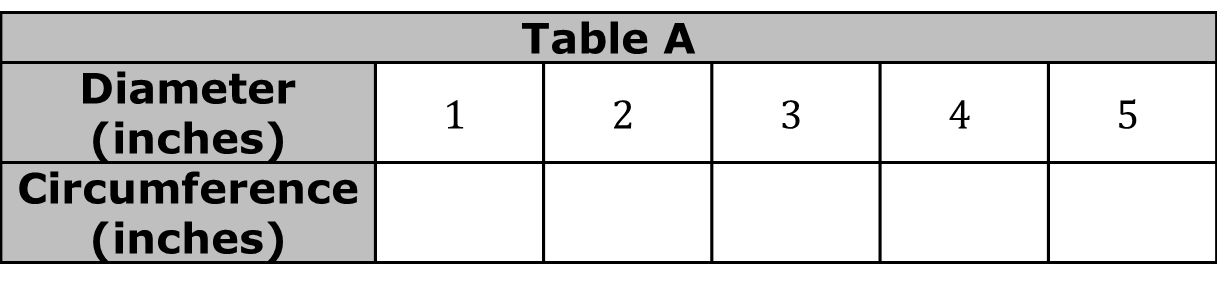 Table A
Diameter
(inches)
1 2 3 4 5
Circumference
(inches)